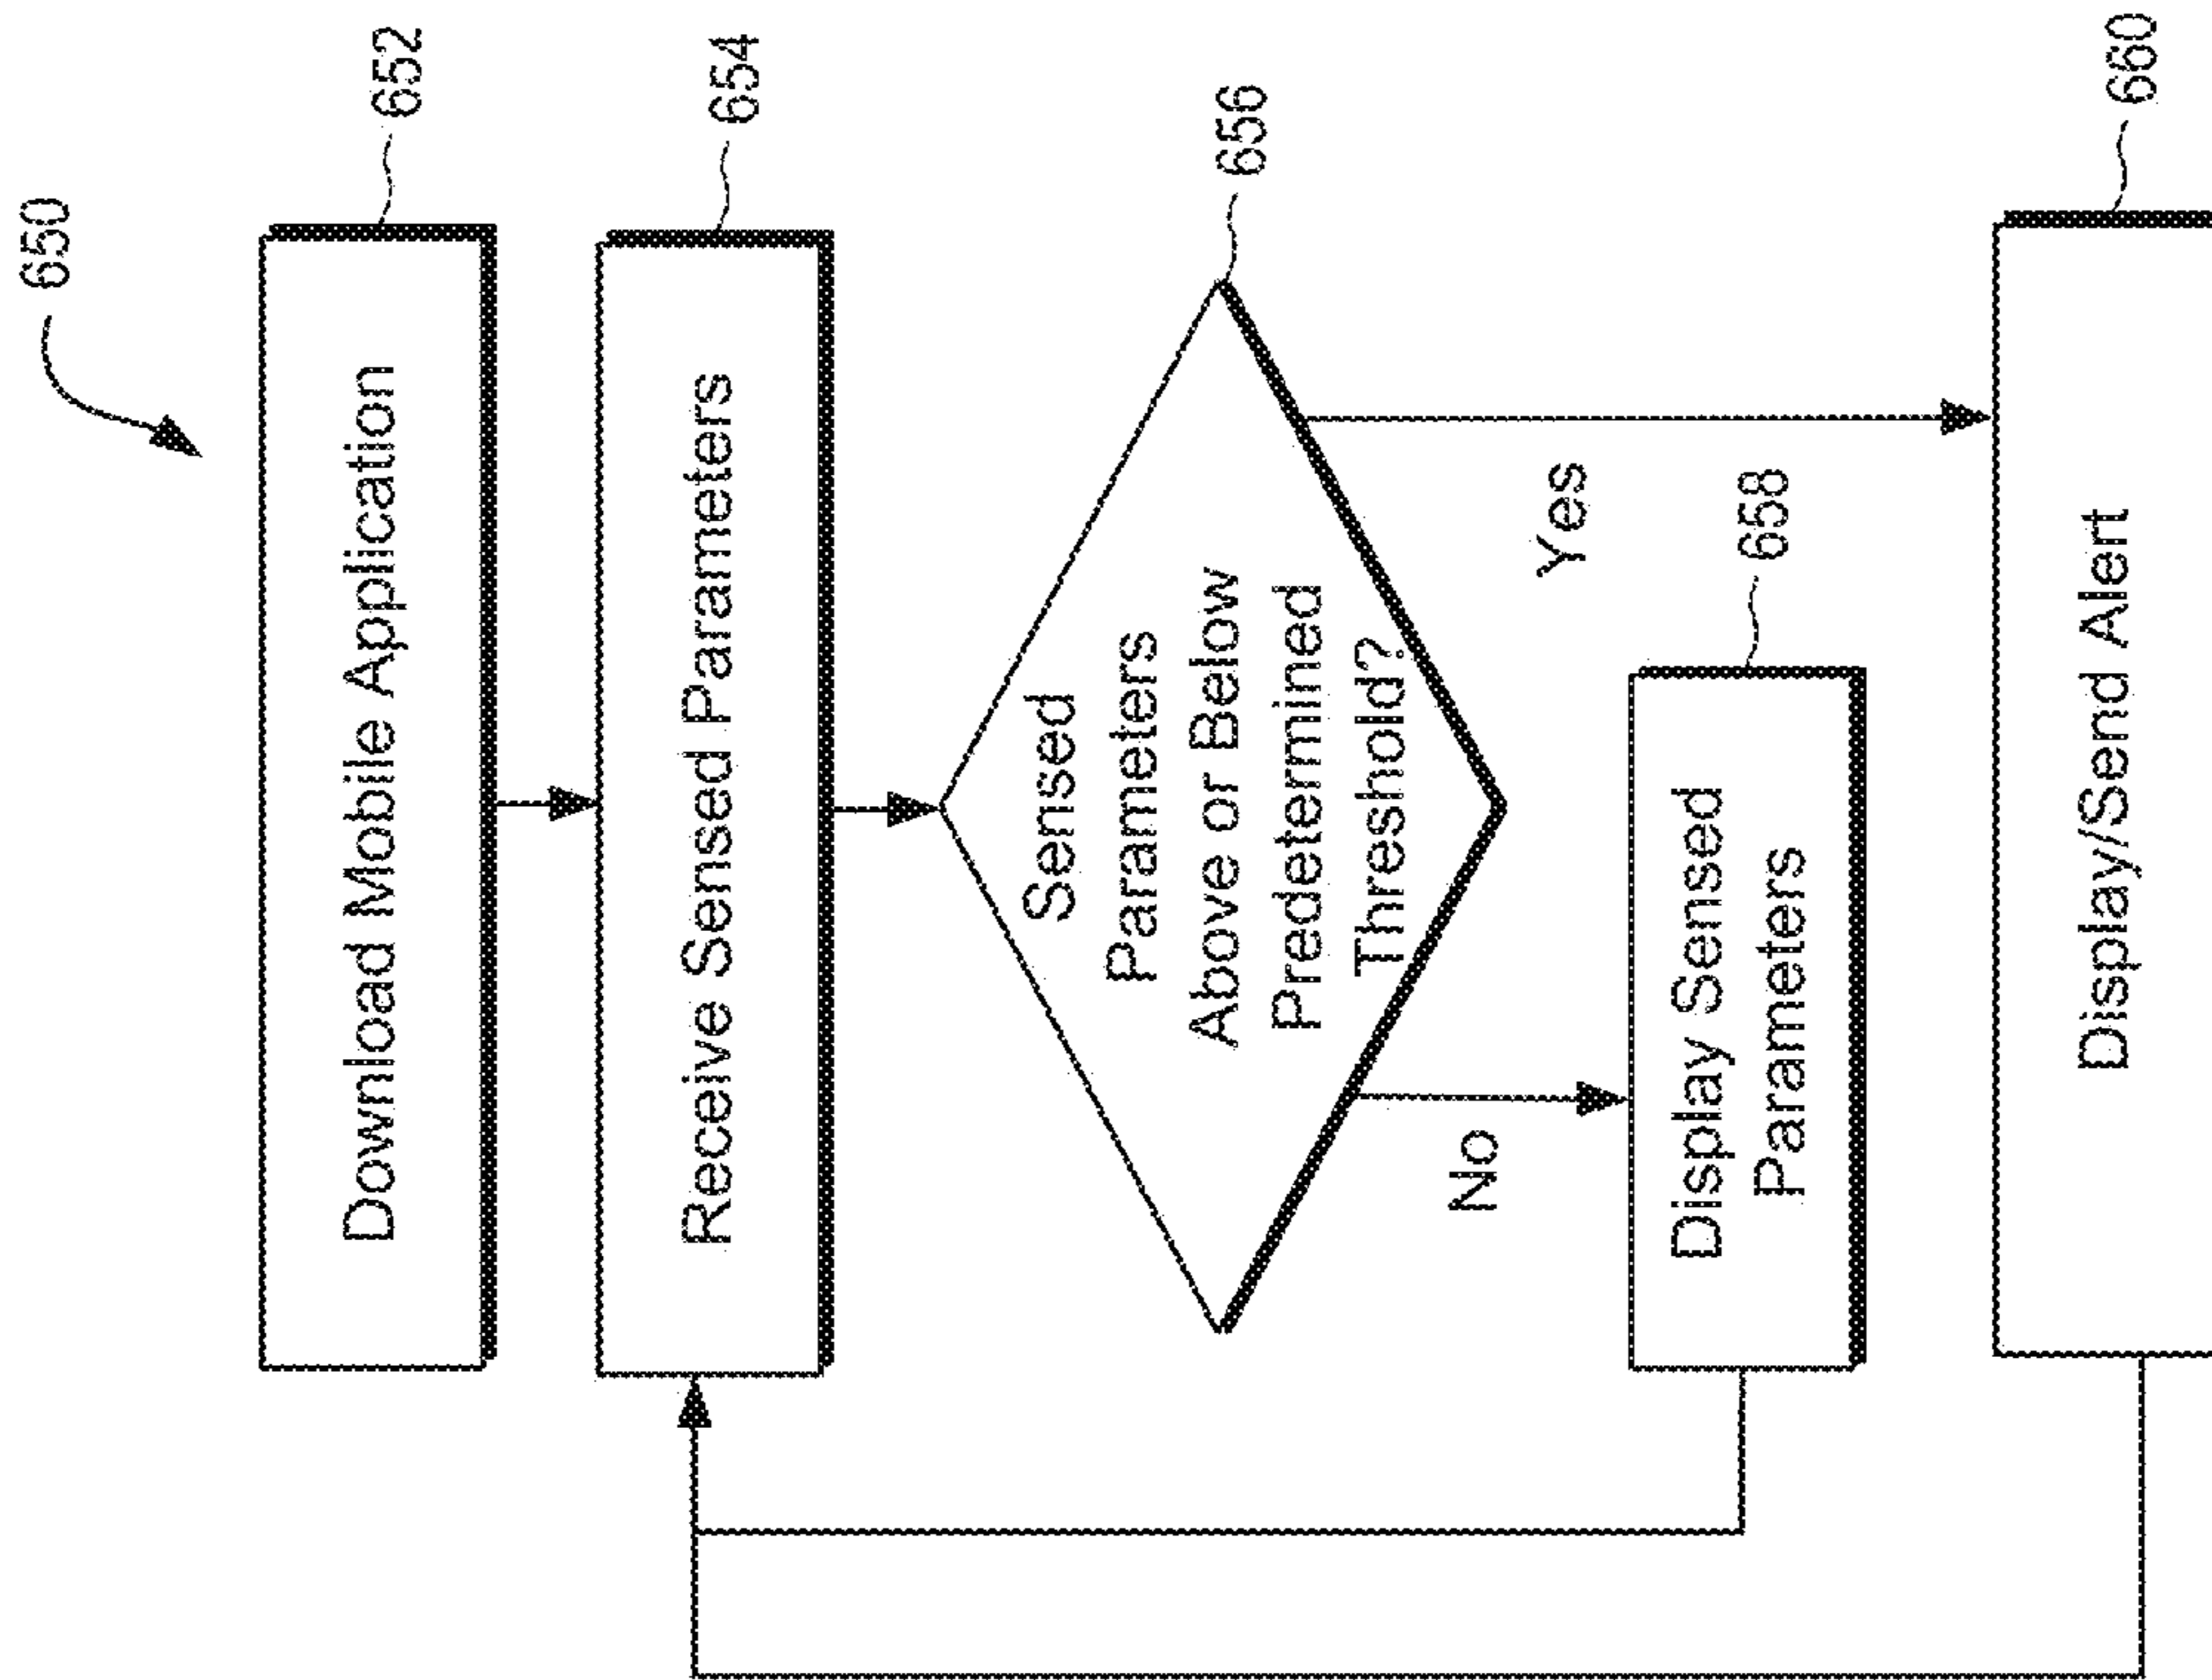 650
Download Mobile Application
652
Receive Sensed Parameters
654
Sensed
Parameters
Above or Below
Predetermined
Threshold?
656
No
Yes
Display Sensed
Parameters
658
Display/Send Alert
660